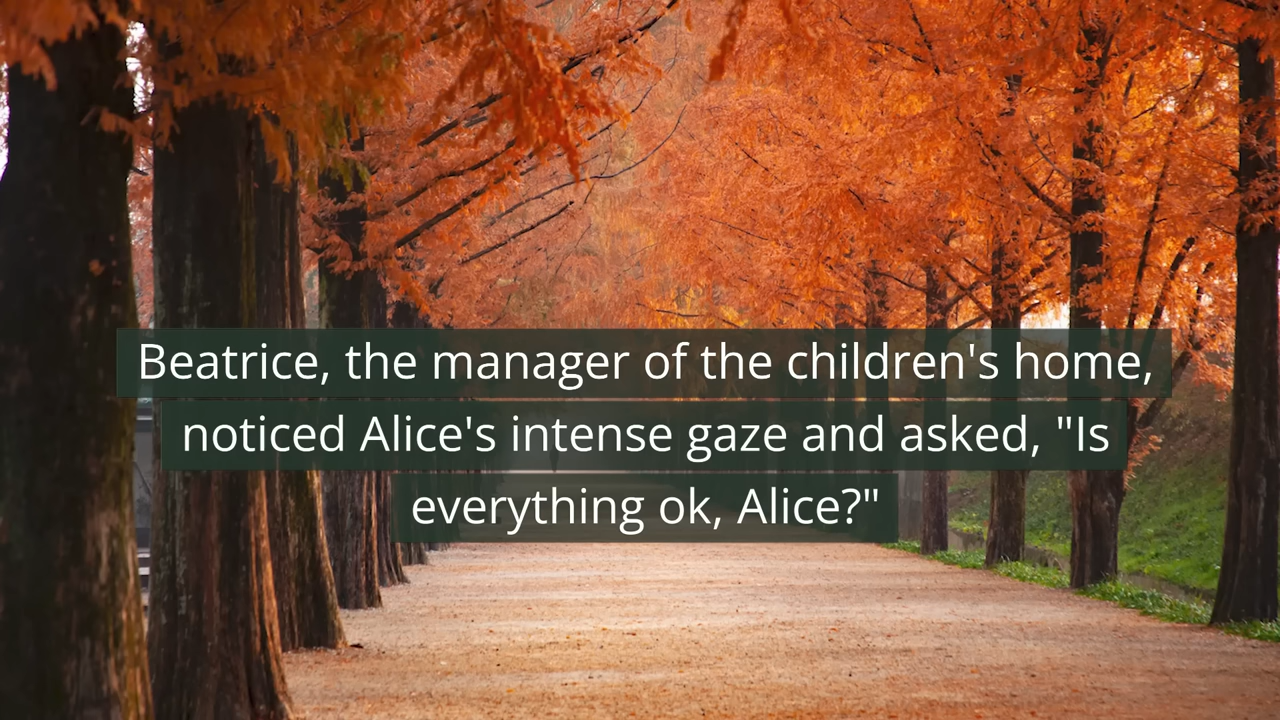 Beatrice, the manager of the children's home,
noticed Alice's intense gaze and asked, "Is
everything ok, Alice?"